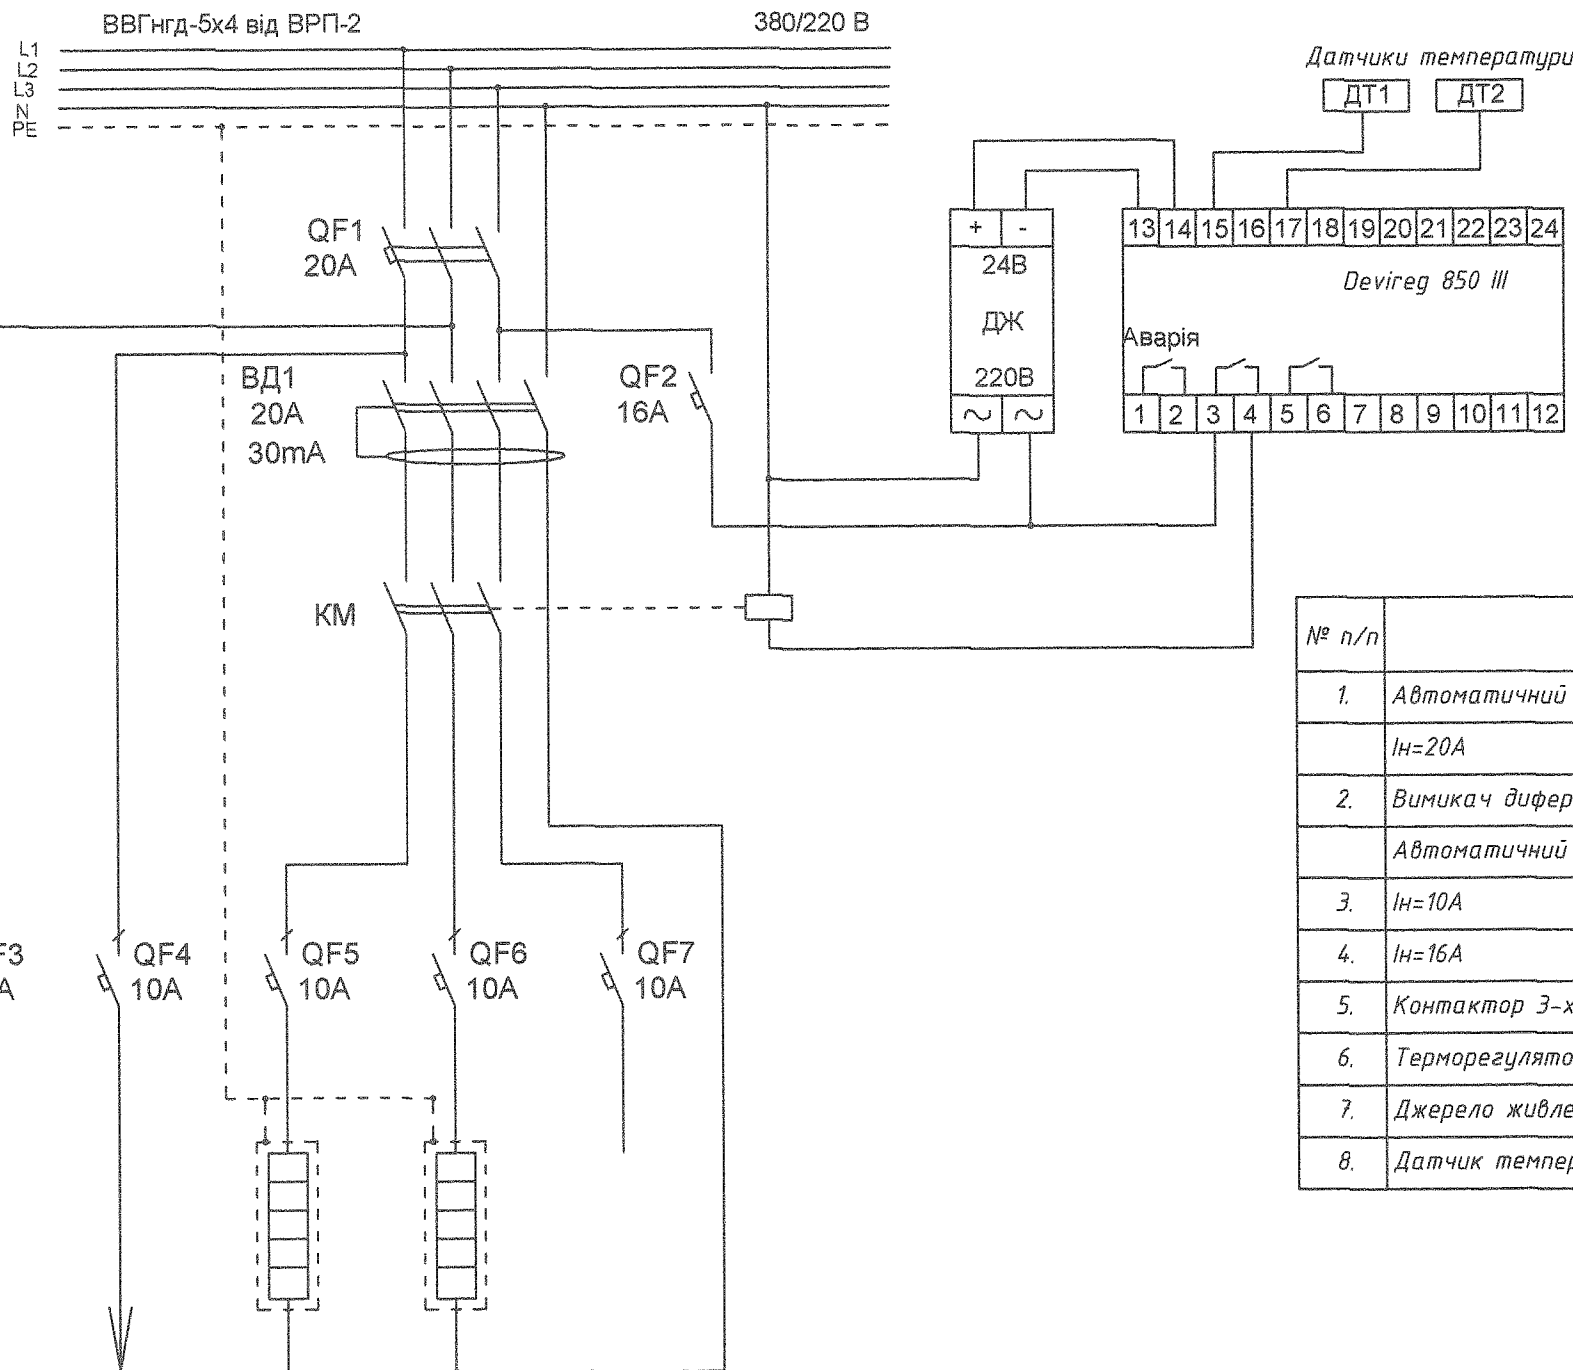 ВВГнгд-5х4 від ВРП-2
380/220 В
L1
L2
L3
N
PE
Датчики температури
ДТ1
ДТ2
QF1
20А
+ -
24В
ДЖ
220В
13 14 15 16 17 18 19 20 21 22 23 24
Devireg 850 III
Аварія
1 2 3 4 5 6 7 8 9 10 11 12
ВД1
20А
30mA
QF2
16А
КМ
№ п/п
1. Автоматичний
Ін=20А
2. Вимикач дифер
Автоматичний
3. Ін=10А
4. Ін=16А
5. Контактор 3-х
6. Терморегулято
7. Джерело живле
8. Датчик темпер
F3
А
QF4
10А
QF5
10А
QF6
10А
QF7
10А